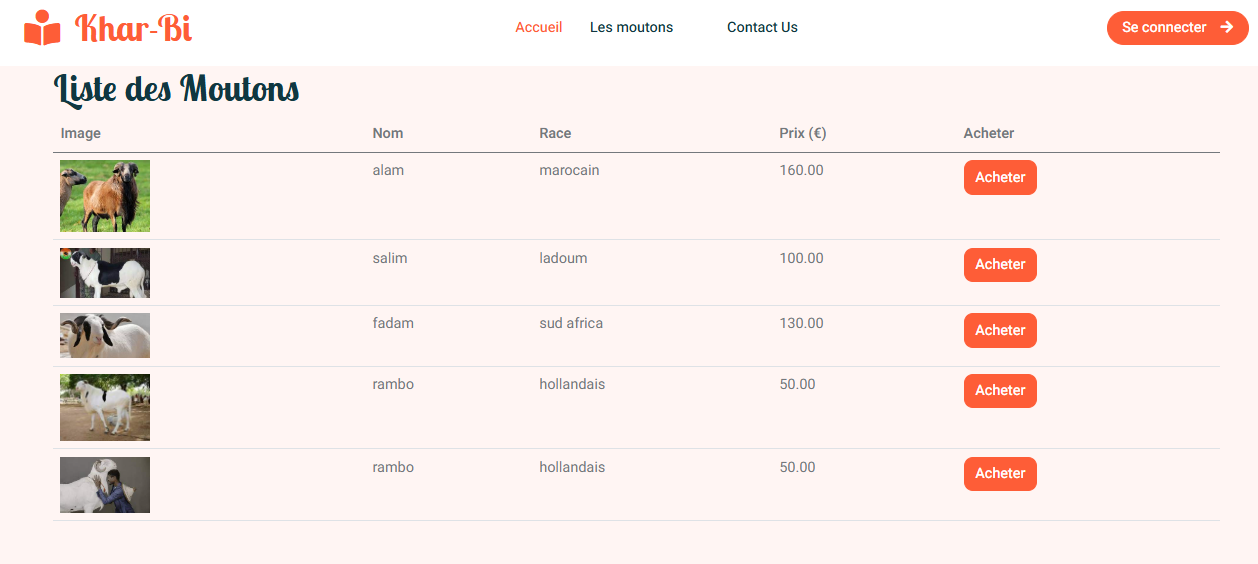 Khar-Bi Accueil Les moutons Contact Us Se connecter
Liste des Moutons
Image Nom Race Prix (€) Acheter
alam marocain 160.00 Acheter
salim ladoum 100.00 Acheter
fadam sud africa 130.00 Acheter
rambo hollandais 50.00 Acheter
rambo hollandais 50.00 Acheter